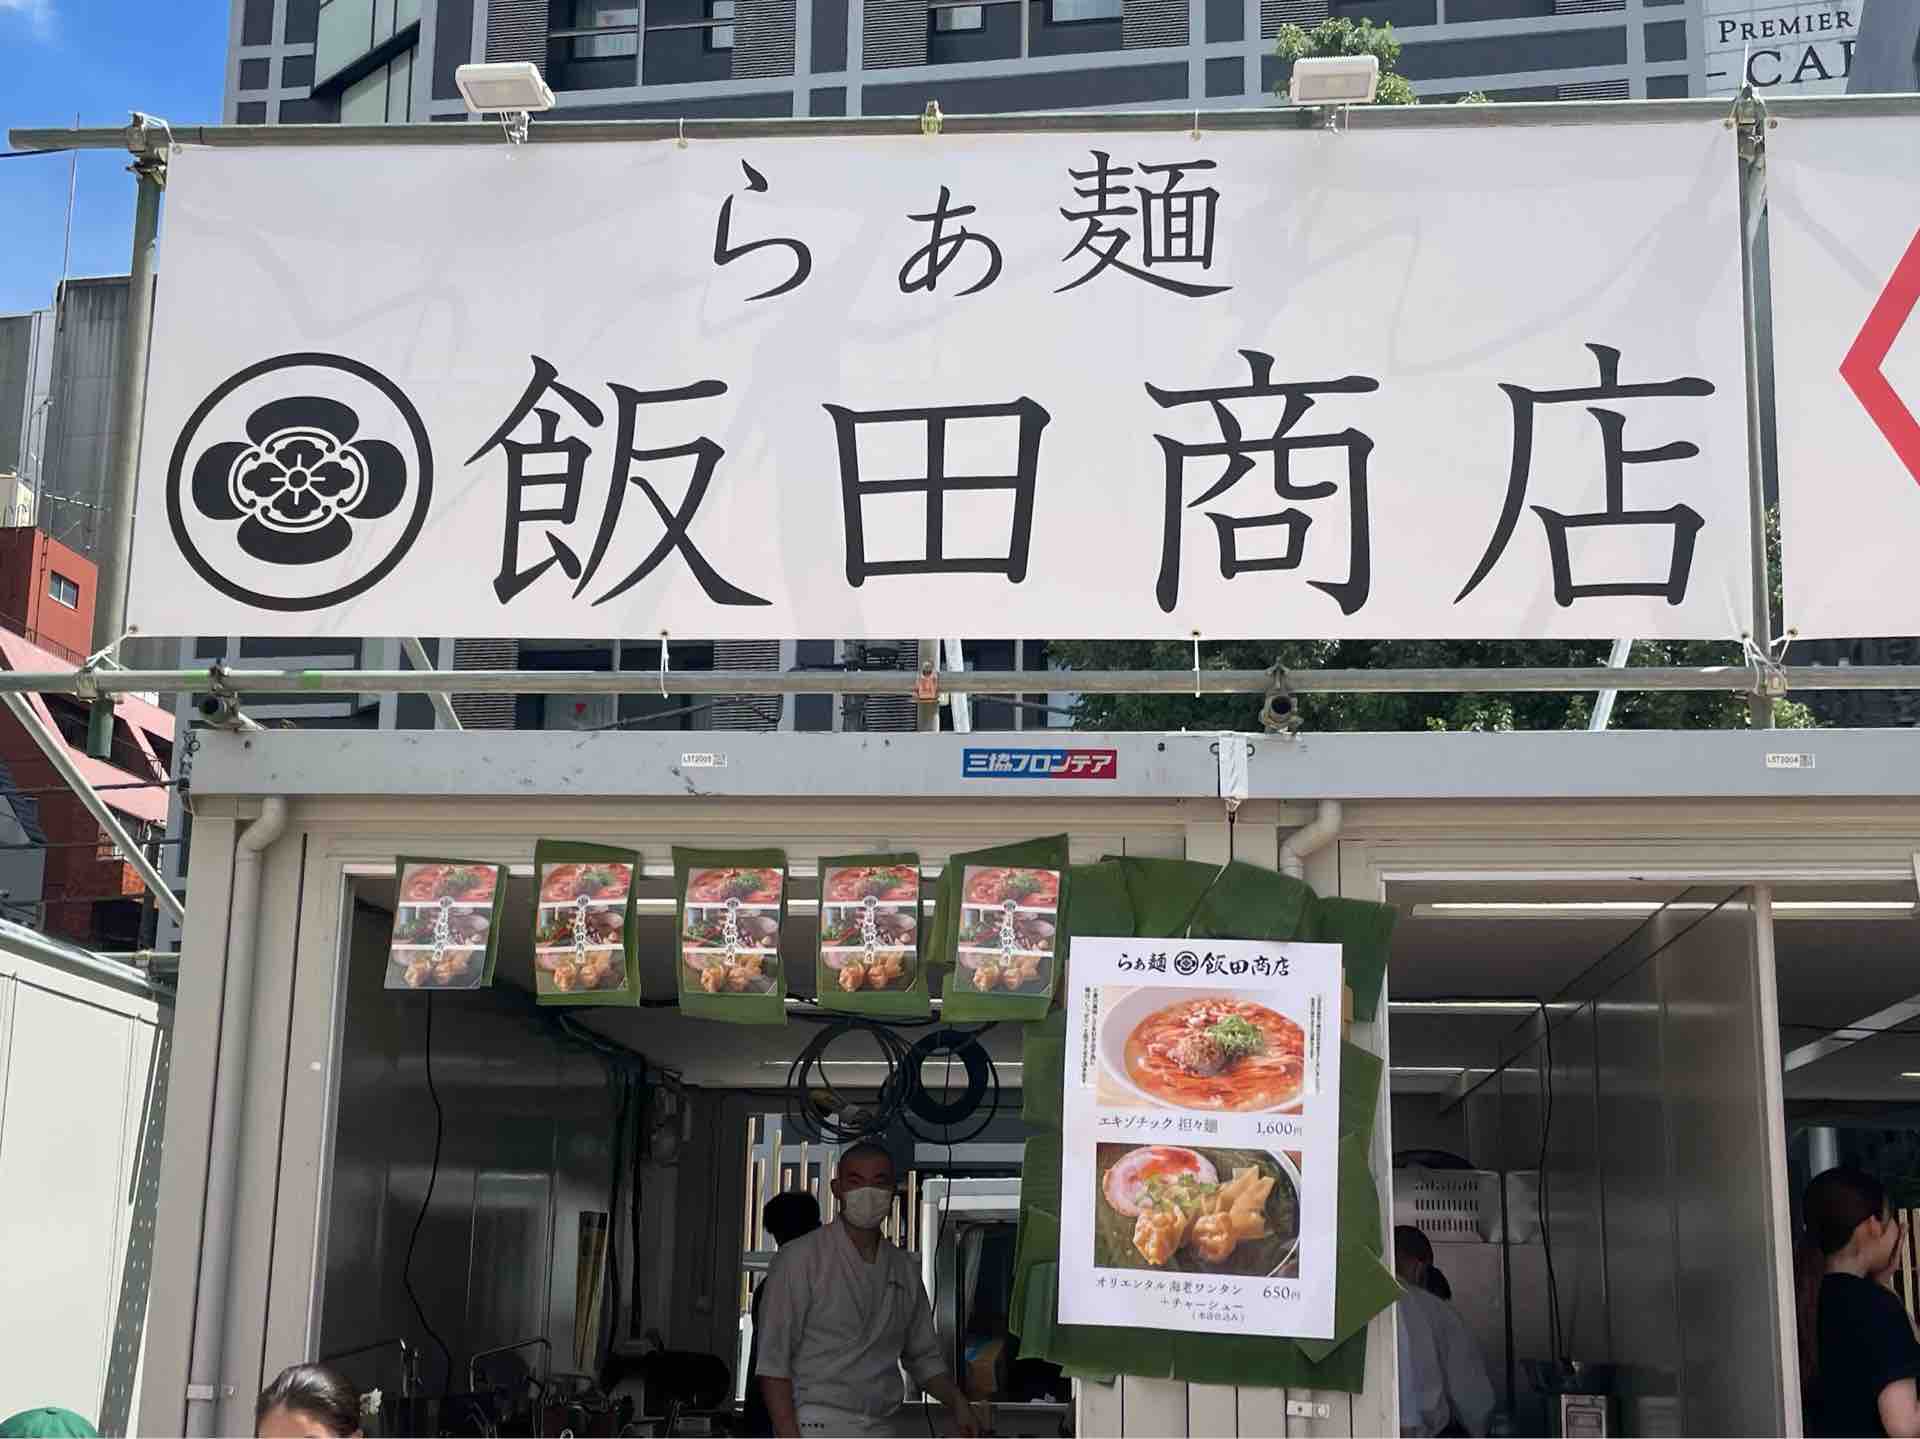 PREMIER
CA
らぁ麺
飯田商店
三協フロンテア
らぁ麺 飯田商店
エキゾチック 担々麺 1,600円
オリエンタル 海老ワンタン 650円
+チャーシュー